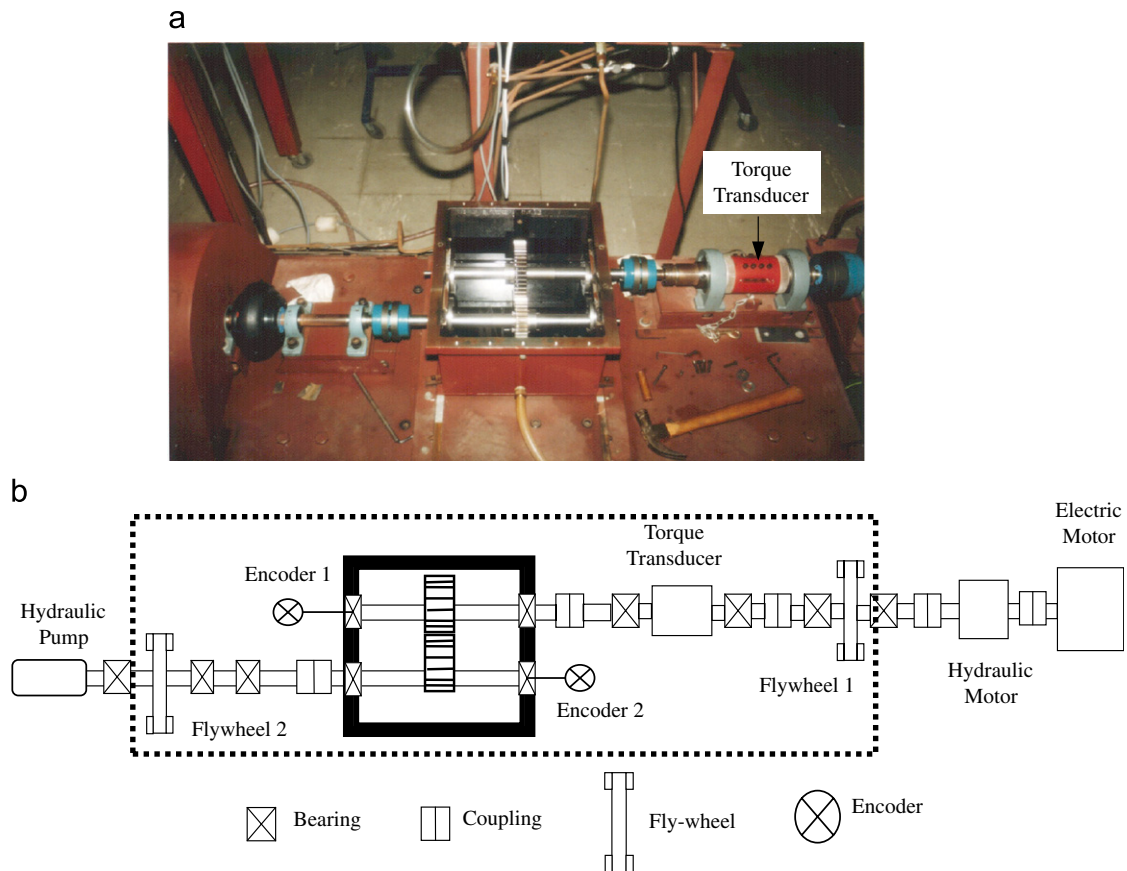 a
Torque
Transducer
b
Electric
Motor
Torque
Transducer
Encoder 1
Hydraulic
Pump
Flywheel 1
Hydraulic
Motor
Encoder 2
Flywheel 2
Bearing
Coupling
Fly-wheel
Encoder